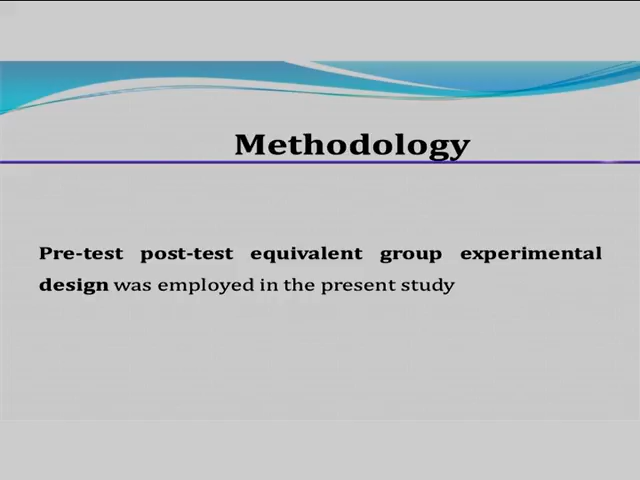 Methodology
Pre-test post-test equivalent group experimental
design was employed in the present study